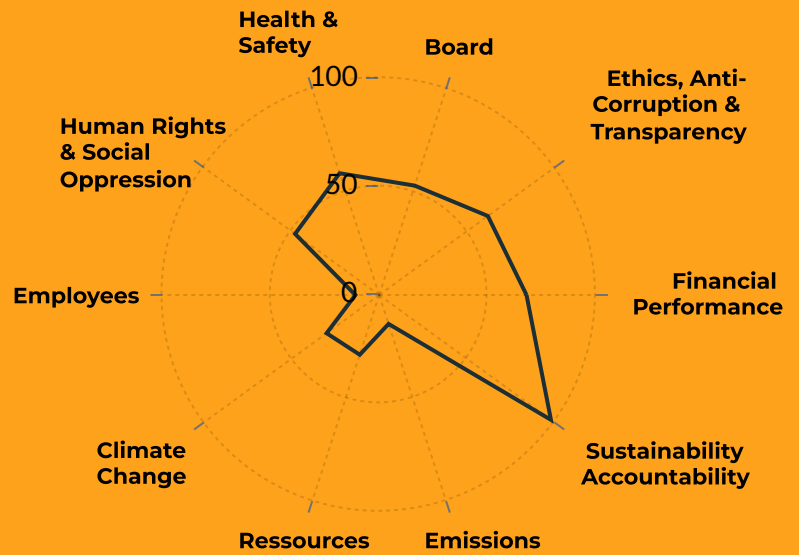 Health &
Safety
Board
100
Ethics, Anti-
Corruption &
Transparency
Human Rights
& Social
Oppression
50
Employees
0
Financial
Performance
Climate
Change
Sustainability
Accountability
Ressources
Emissions